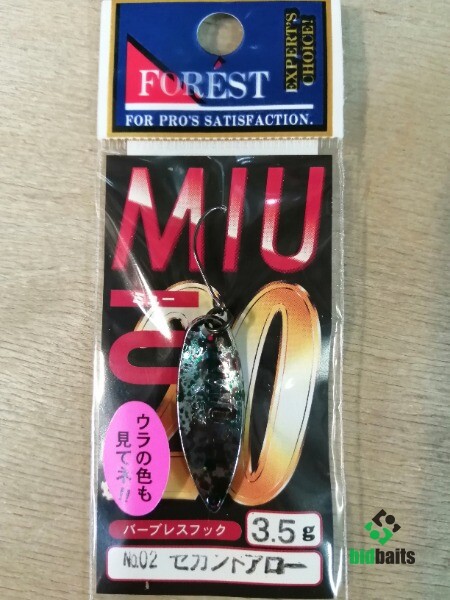 FOREST
EXPERT'S
CHOICE!
FOR PRO'S SATISFACTION.
MIU
ミュー
20
ウラの色も
見てネ!!
バーブレスフック
3.5g
No.02 セカンドアロー
bidbaits